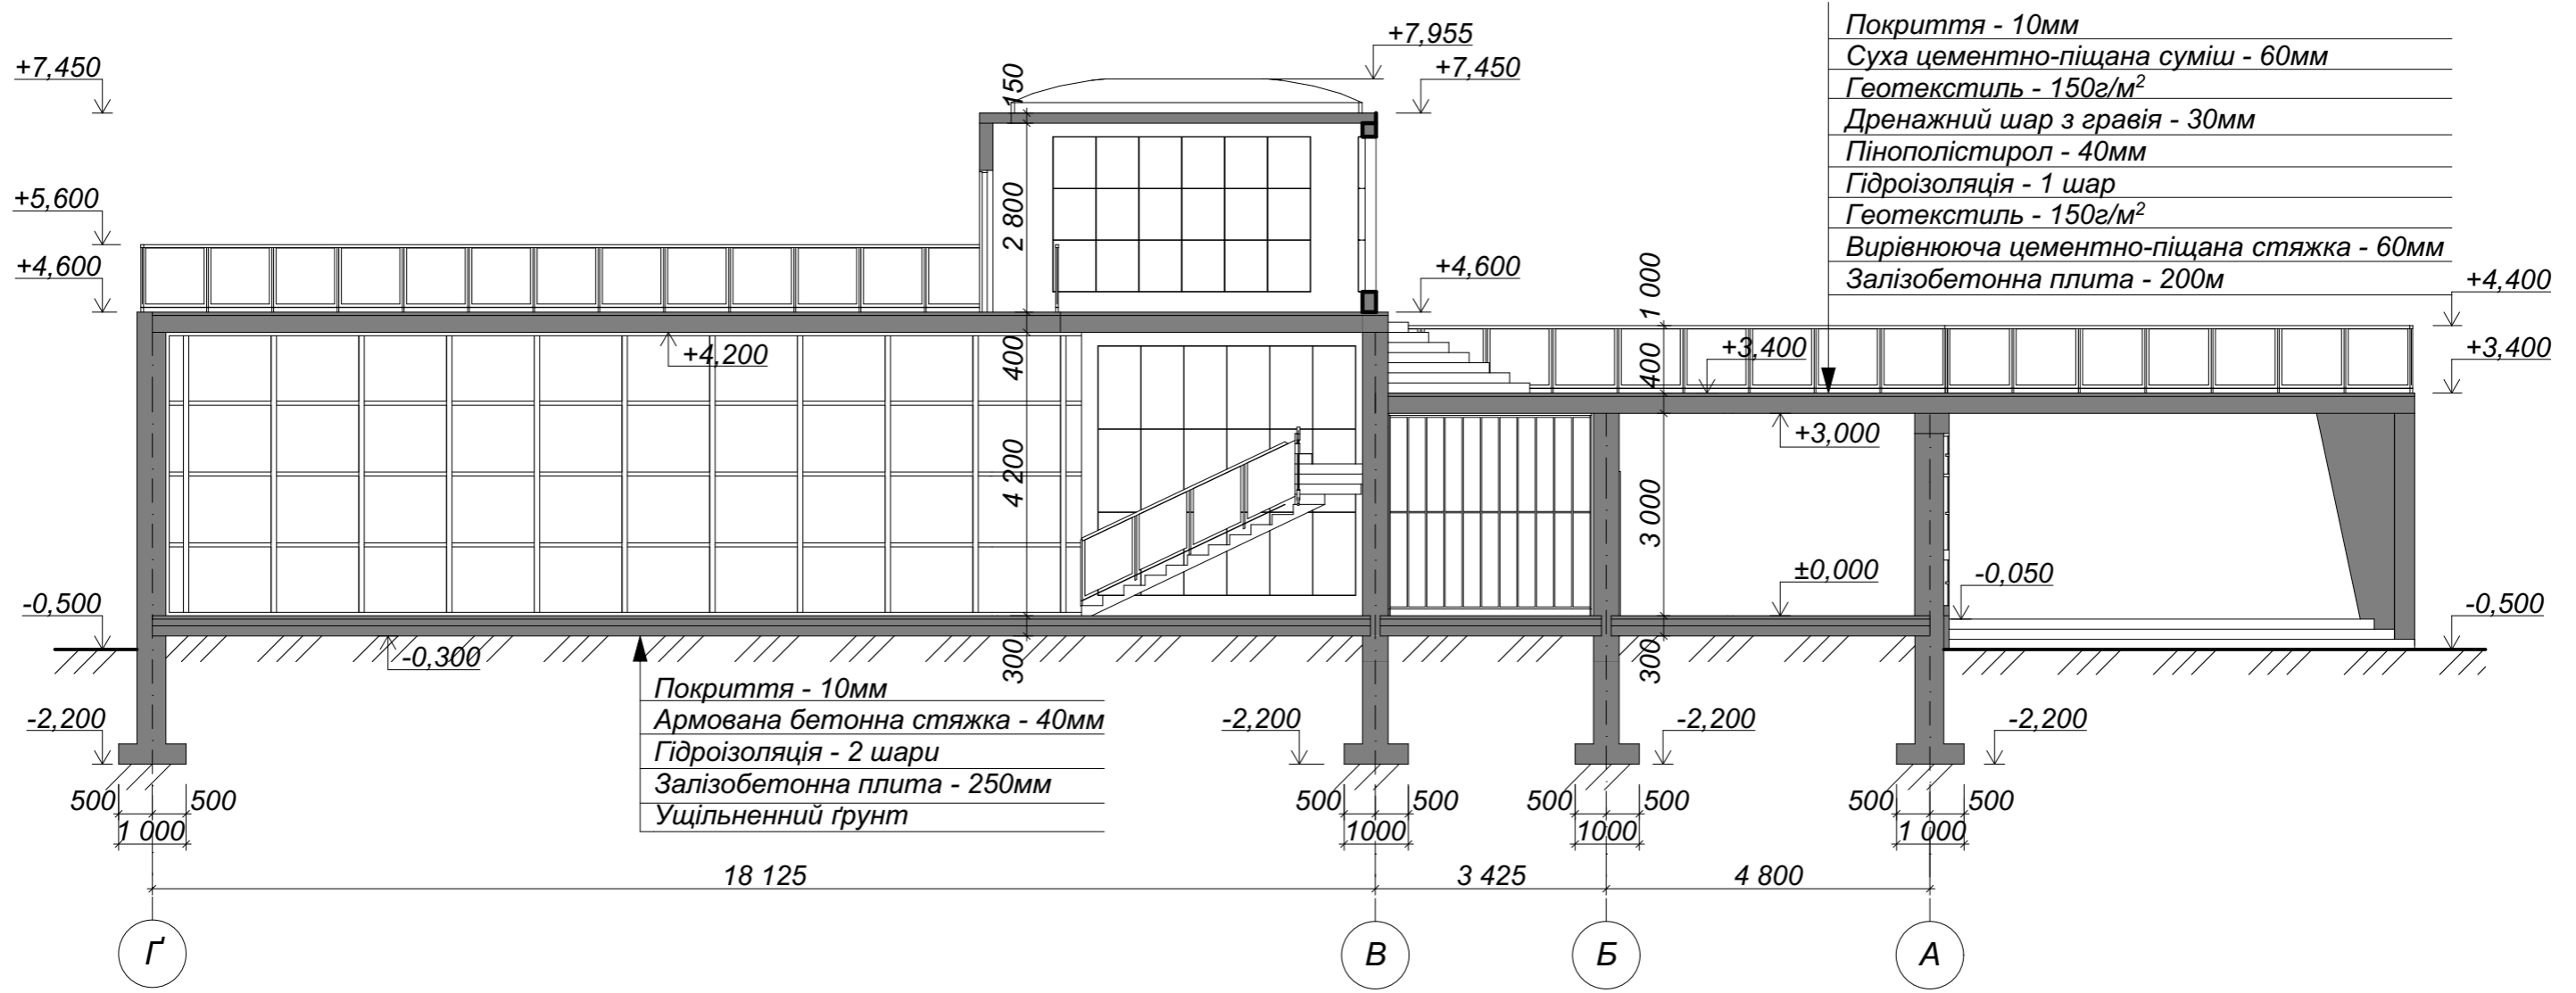 +7,955
+7,450
+7,450
150
Покриття - 10мм
Суха цементно-піщана суміш - 60мм
Геотекстиль - 150г/м²
Дренажний шар з гравія - 30мм
Пінополістирол - 40мм
Гідроізоляція - 1 шар
Геотекстиль - 150г/м²
Вирівнююча цементно-піщана стяжка - 60мм
Залізобетонна плита - 200м
+5,600
2 800
+4,600
+4,600
1 000
+4,400
+4,200
400
400
+3,400
+3,400
+3,000
4 200
3 000
±0,000
-0,050
-0,500
-0,500
-0,300
300
300
Покриття - 10мм
Армована бетонна стяжка - 40мм
Гідроізоляція - 2 шари
Залізобетонна плита - 250мм
Ущільненний ґрунт
-2,200
-2,200
-2,200
-2,200
500 500
500 500
500 500
500 500
1 000
1000
1000
1 000
18 125
3 425
4 800
Ґ
В
Б
А